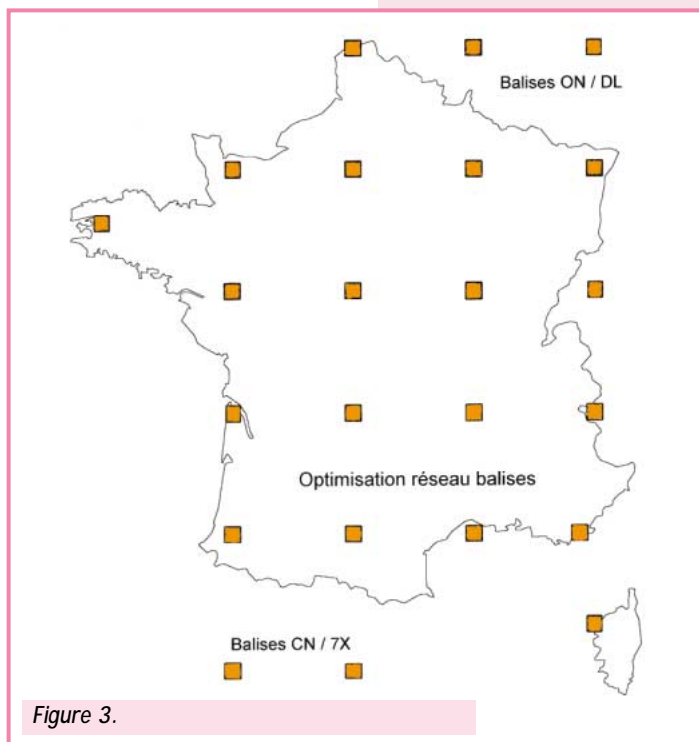 Balises ON / DL
Optimisation réseau balises
Balises CN / 7X
Figure 3.